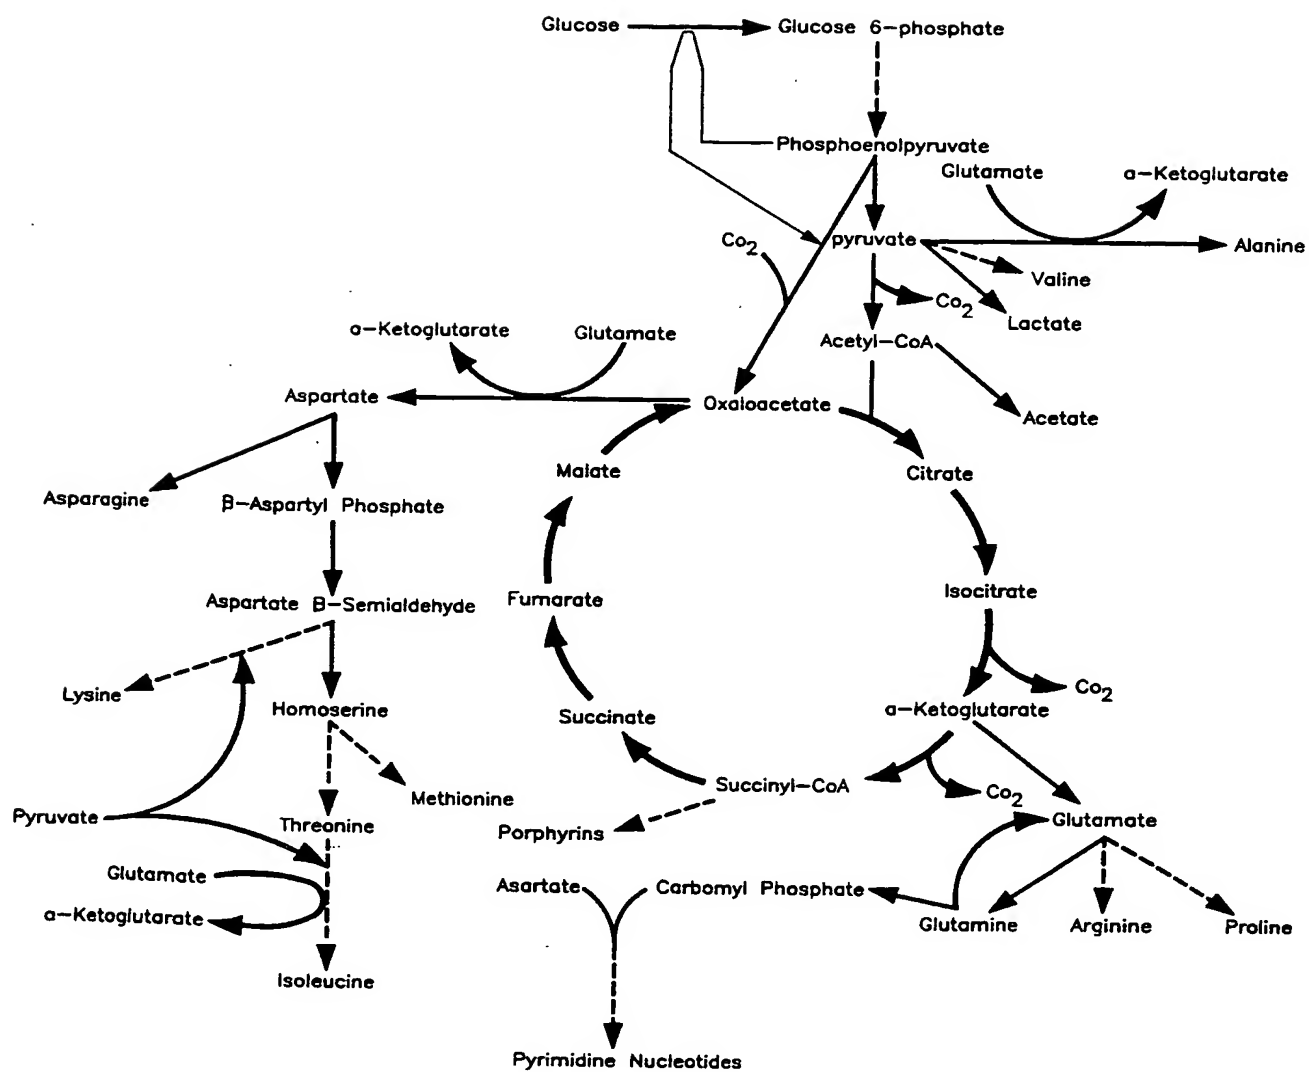 Glucose
Glucose 6-phosphate
Phosphoenolpyruvate
Glutamate
α-Ketoglutarate
Co2
pyruvate
Alanine
Valine
Co2
Lactate
α-Ketoglutarate
Glutamate
Acetyl-CoA
Aspartate
Oxaloacetate
Acetate
Malate
Citrate
Asparagine
β-Aspartyl Phosphate
Isocitrate
Aspartate β-Semialdehyde
Fumarate
Lysine
Co2
Homoserine
Succinate
α-Ketoglutarate
Succinyl-CoA
Co2
Methionine
Pyruvate
Threonine
Porphyrins
Glutamate
Glutamate
Asartate
Carbomyl Phosphate
α-Ketoglutarate
Glutamine
Arginine
Proline
Isoleucine
Pyrimidine Nucleotides